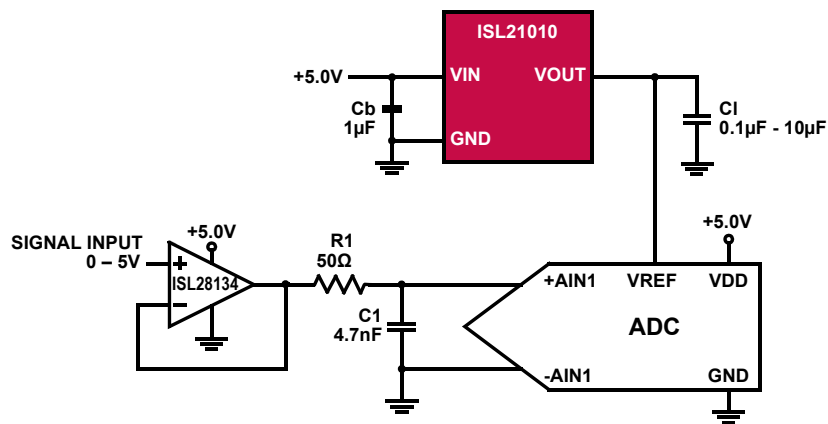 ISL21010
+5.0V
VIN
VOUT
Cb
1µF
GND
Cl
0.1µF - 10µF
SIGNAL INPUT
0 – 5V
+5.0V
+
ISL28134
–
R1
50Ω
C1
4.7nF
+5.0V
+AIN1
VREF
VDD
ADC
-AIN1
GND